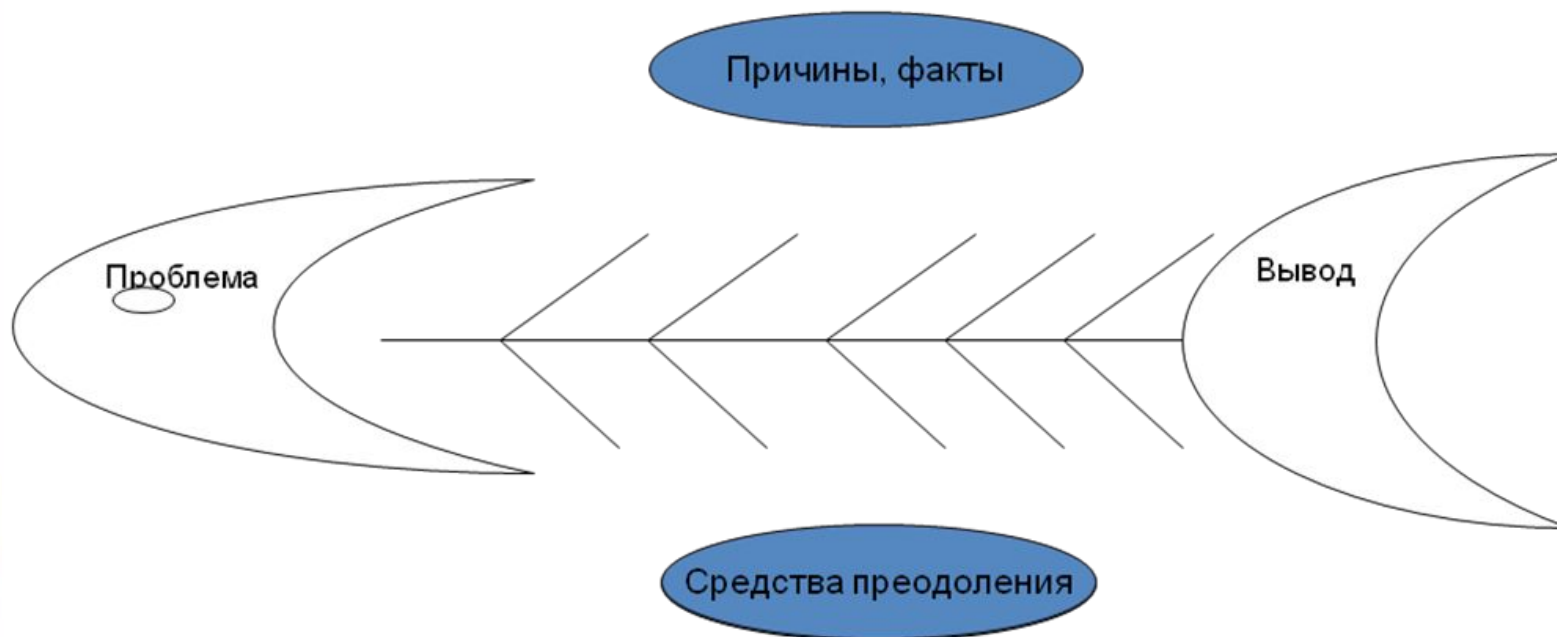 Причины, факты
Проблема
Вывод
Средства преодоления